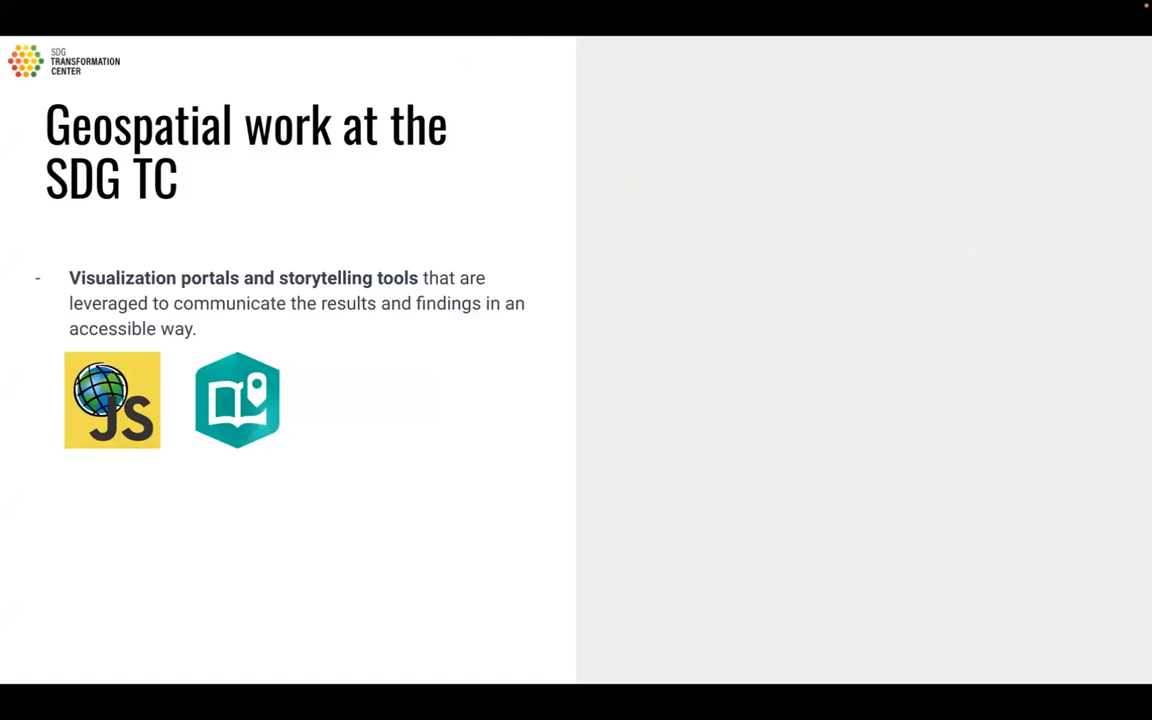 SDG
TRANSFORMATION
CENTER
Geospatial work at the
SDG TC
- Visualization portals and storytelling tools that are
leveraged to communicate the results and findings in an
accessible way.
JS